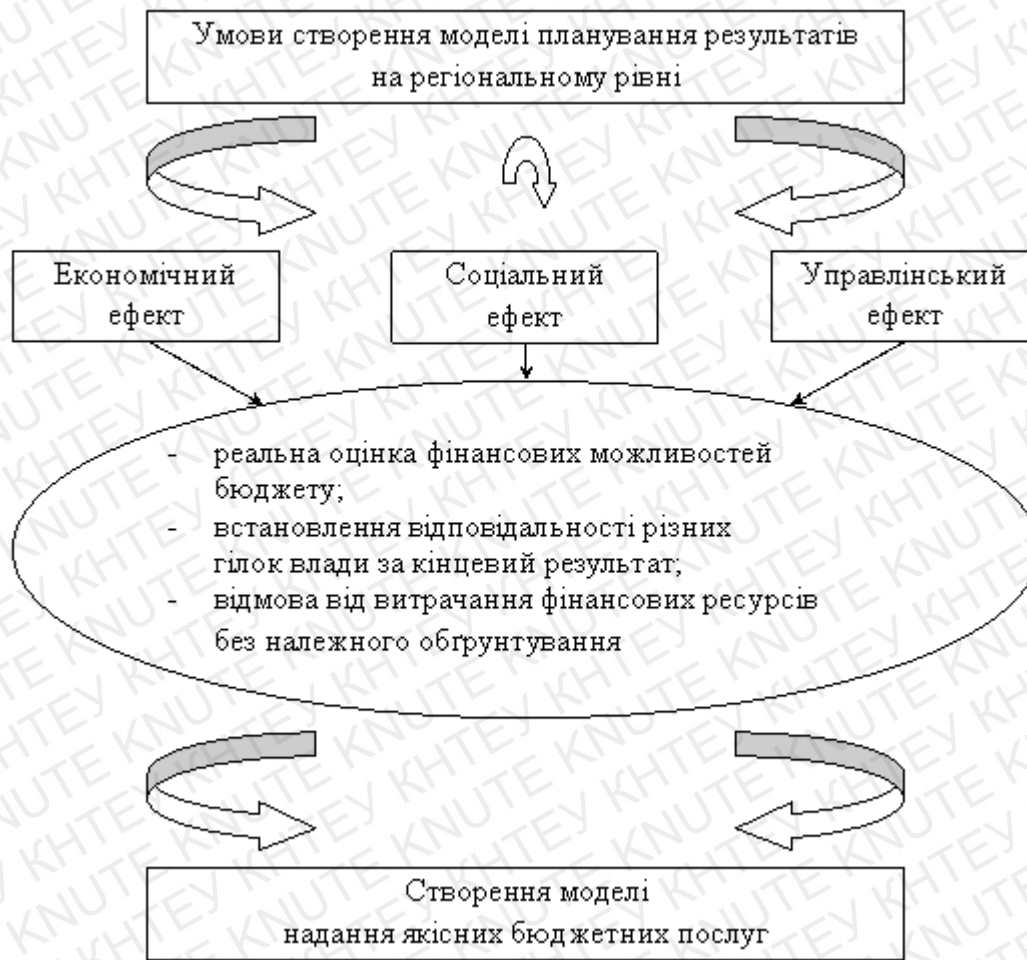 Умови створення моделі планування результатів
на регіональному рівні
Економічний
ефект
Соціальний
ефект
Управлінський
ефект
- реальна оцінка фінансових можливостей
бюджету;
- встановлення відповідальності різних
гілок влади за кінцевий результат;
- відмова від витрачання фінансових ресурсів
без належного обґрунтування
Створення моделі
надання якісних бюджетних послуг